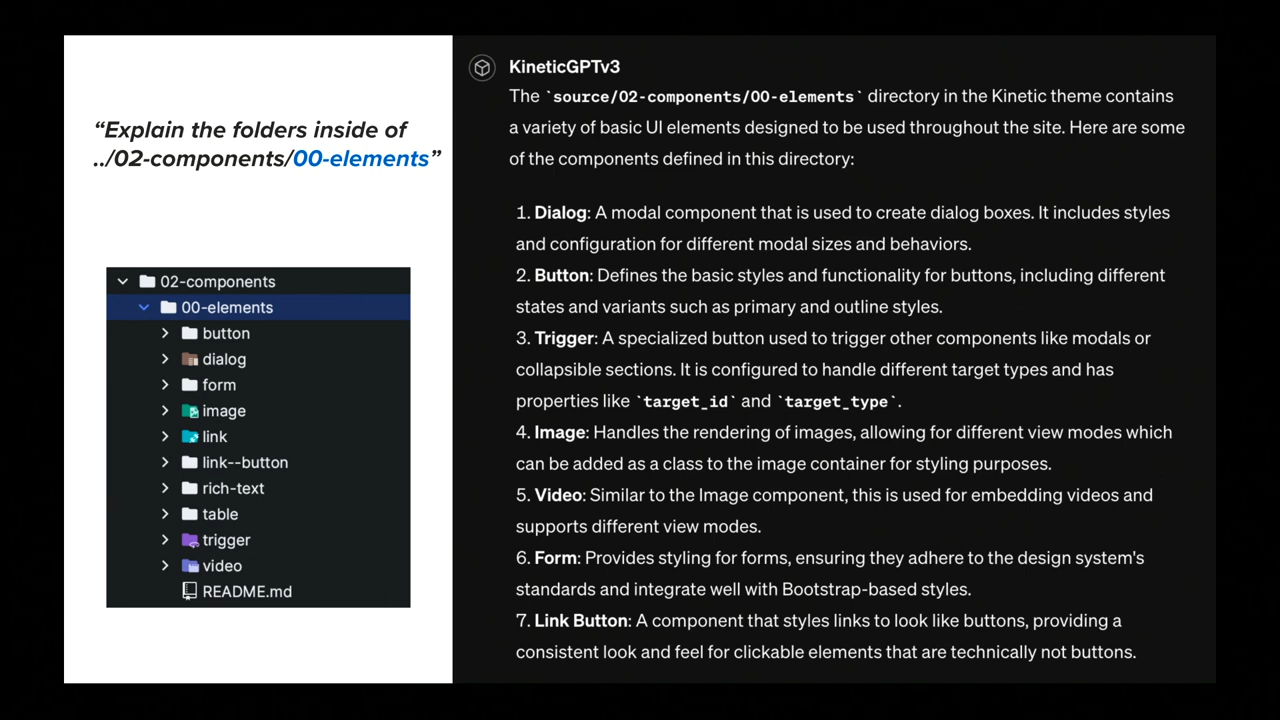 “Explain the folders inside of
../02-components/00-elements”
02-components
00-elements
button
dialog
form
image
link
link--button
rich-text
table
trigger
video
README.md
KineticGPTv3
The `source/02-components/00-elements` directory in the Kinetic theme contains
a variety of basic UI elements designed to be used throughout the site. Here are some
of the components defined in this directory:
1. Dialog: A modal component that is used to create dialog boxes. It includes styles
and configuration for different modal sizes and behaviors.
2. Button: Defines the basic styles and functionality for buttons, including different
states and variants such as primary and outline styles.
3. Trigger: A specialized button used to trigger other components like modals or
collapsible sections. It is configured to handle different target types and has
properties like `target_id` and `target_type`.
4. Image: Handles the rendering of images, allowing for different view modes which
can be added as a class to the image container for styling purposes.
5. Video: Similar to the Image component, this is used for embedding videos and
supports different view modes.
6. Form: Provides styling for forms, ensuring they adhere to the design system's
standards and integrate well with Bootstrap-based styles.
7. Link Button: A component that styles links to look like buttons, providing a
consistent look and feel for clickable elements that are technically not buttons.